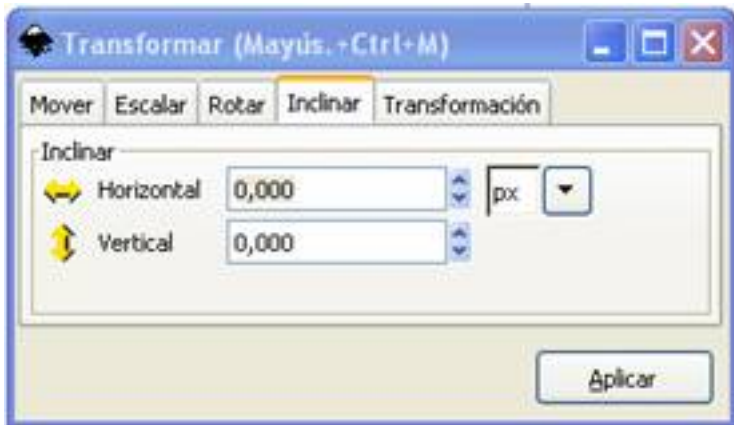 Transformar (Mayús.+Ctrl+M)
Mover Escalar Rotar Inclinar Transformación
Inclinar
Horizontal 0,000 px
Vertical 0,000
Aplicar